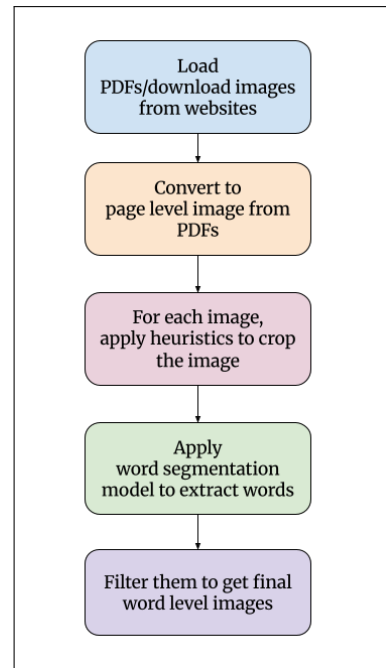 Load
PDFs/download images
from websites
Convert to
page level image from
PDFs
For each image,
apply heuristics to crop
the image
Apply
word segmentation
model to extract words
Filter them to get final
word level images